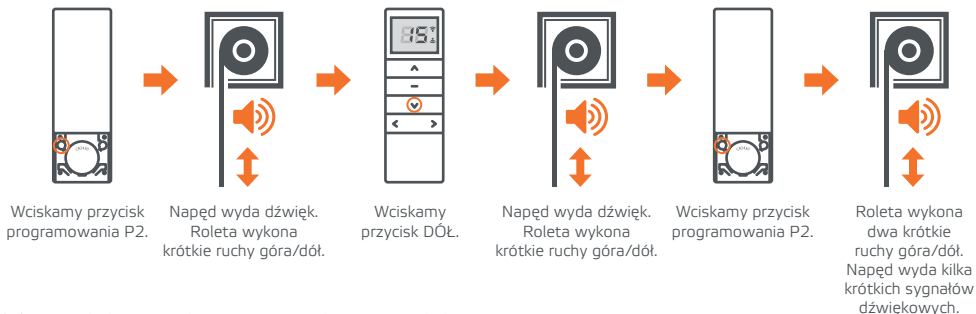 15
Wciskamy przycisk
programowania P2.
Napęd wyda dźwięk.
Roleta wykona
krótkie ruchy góra/dół.
Wciskamy
przycisk DÓŁ.
Napęd wyda dźwięk.
Roleta wykona
krótkie ruchy góra/dół.
Wciskamy przycisk
programowania P2.
Roleta wykona
dwa krótkie
ruchy góra/dół.
Napęd wyda kilka
krótkich sygnałów
dźwiękowych.